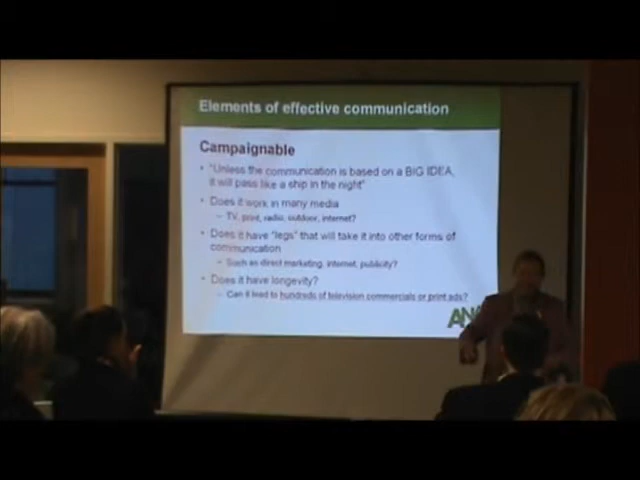 Elements of effective communication
Campaignable
• "Unless the communication is based on a BIG IDEA,
it will pass like a ship in the night"
• Does it work in many media
– TV, print, radio, outdoor, internet?
• Does it have "legs" that will take it into other forms of
communication
– Such as direct marketing, internet, publicity?
• Does it have longevity?
– Can it lead to hundreds of television commercials or print ads?